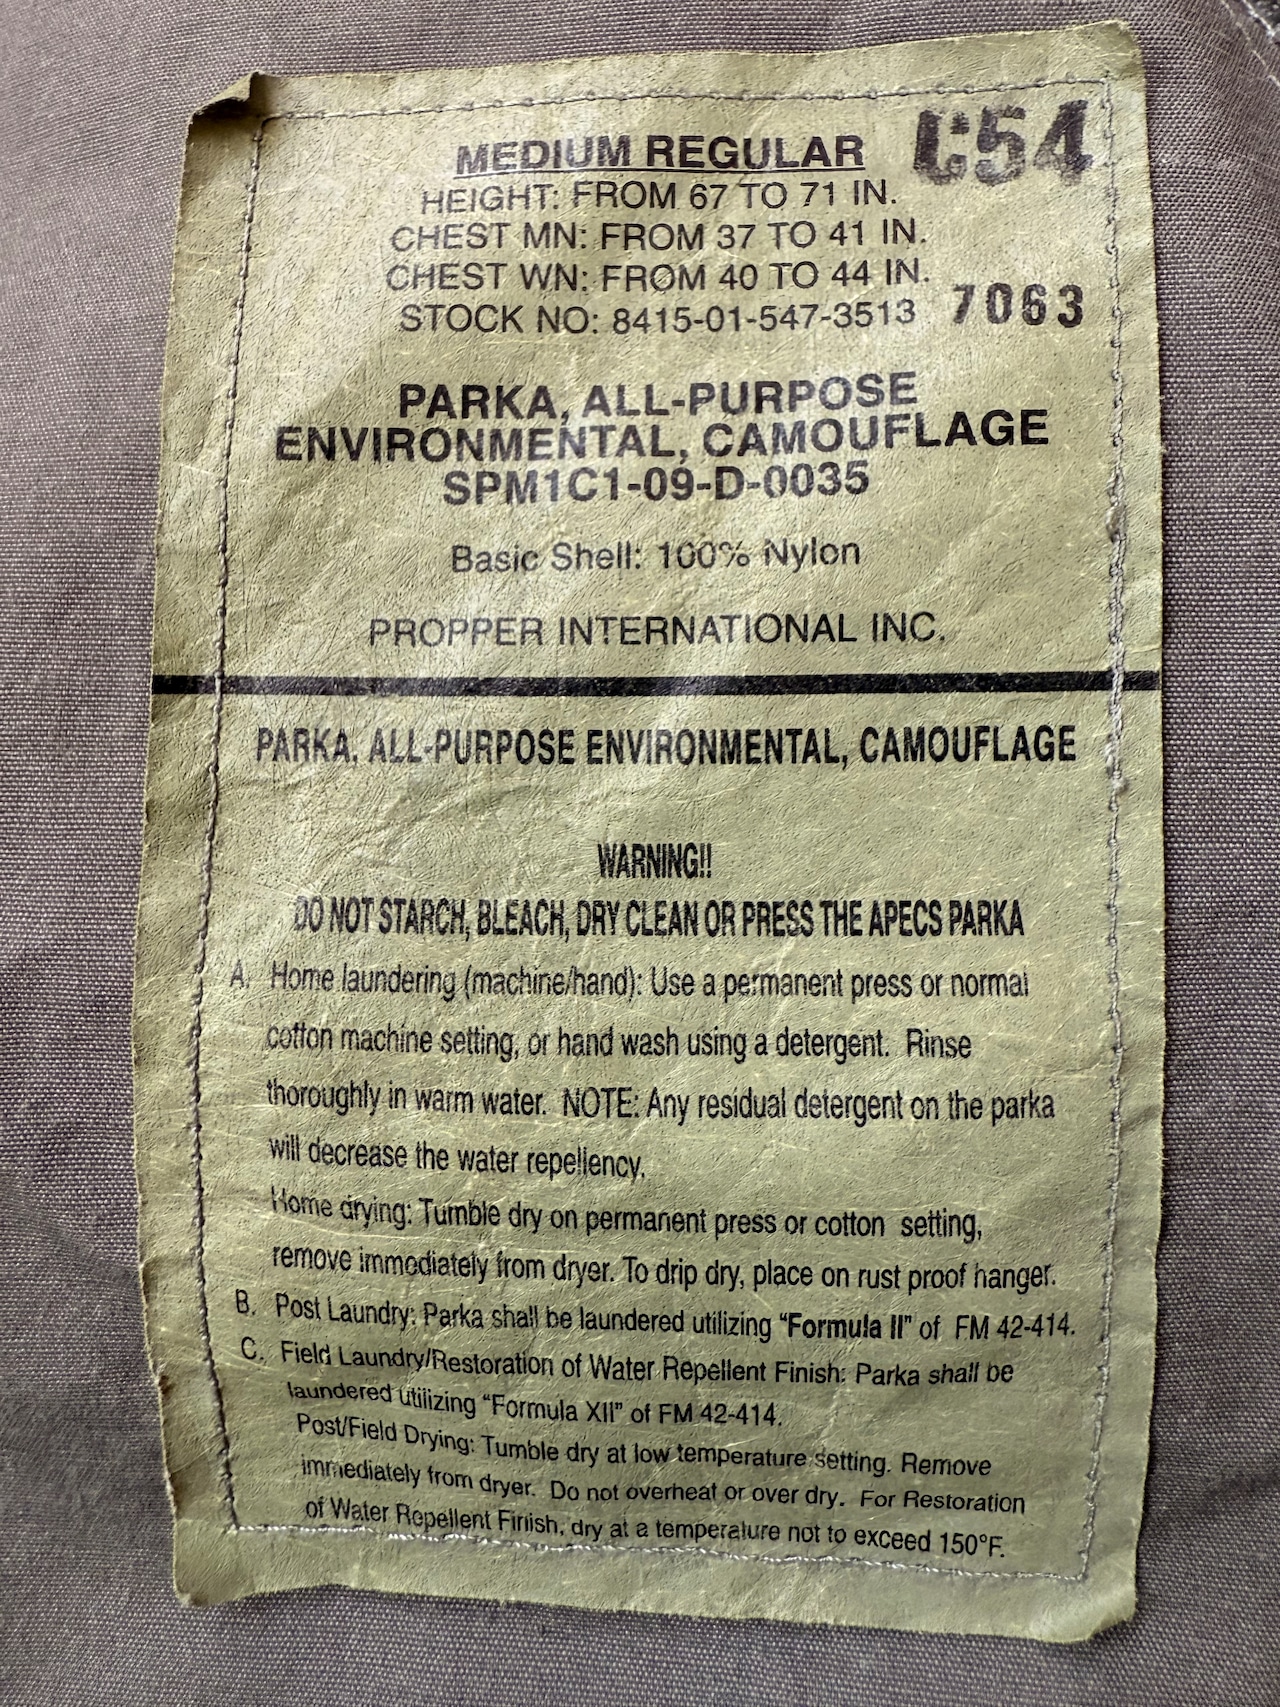 MEDIUM REGULAR
C54
HEIGHT: FROM 67 TO 71 IN.
CHEST MN: FROM 37 TO 41 IN.
CHEST WN: FROM 40 TO 44 IN.
STOCK NO: 8415-01-547-3513 7063
PARKA, ALL-PURPOSE
ENVIRONMENTAL, CAMOUFLAGE
SPM1C1-09-D-0035
Basic Shell: 100% Nylon
PROPPER INTERNATIONAL INC.
PARKA, ALL-PURPOSE ENVIRONMENTAL, CAMOUFLAGE
WARNING!!
DO NOT STARCH, BLEACH, DRY CLEAN OR PRESS THE APECS PARKA
A. Home laundering (machine/hand): Use a permanent press or normal
cotton machine setting, or hand wash using a detergent. Rinse
thoroughly in warm water. NOTE: Any residual detergent on the parka
will decrease the water repellency.
Home drying: Tumble dry on permanent press or cotton setting,
remove immediately from dryer. To drip dry, place on rust proof hanger.
B. Post Laundry: Parka shall be laundered utilizing "Formula II" of FM 42-414.
C. Field Laundry/Restoration of Water Repellent Finish: Parka shall be
laundered utilizing "Formula XII" of FM 42-414.
Post/Field Drying: Tumble dry at low temperature setting. Remove
immediately from dryer. Do not overheat or over dry. For Restoration
of Water Repellent Finish, dry at a temperature not to exceed 150°F.